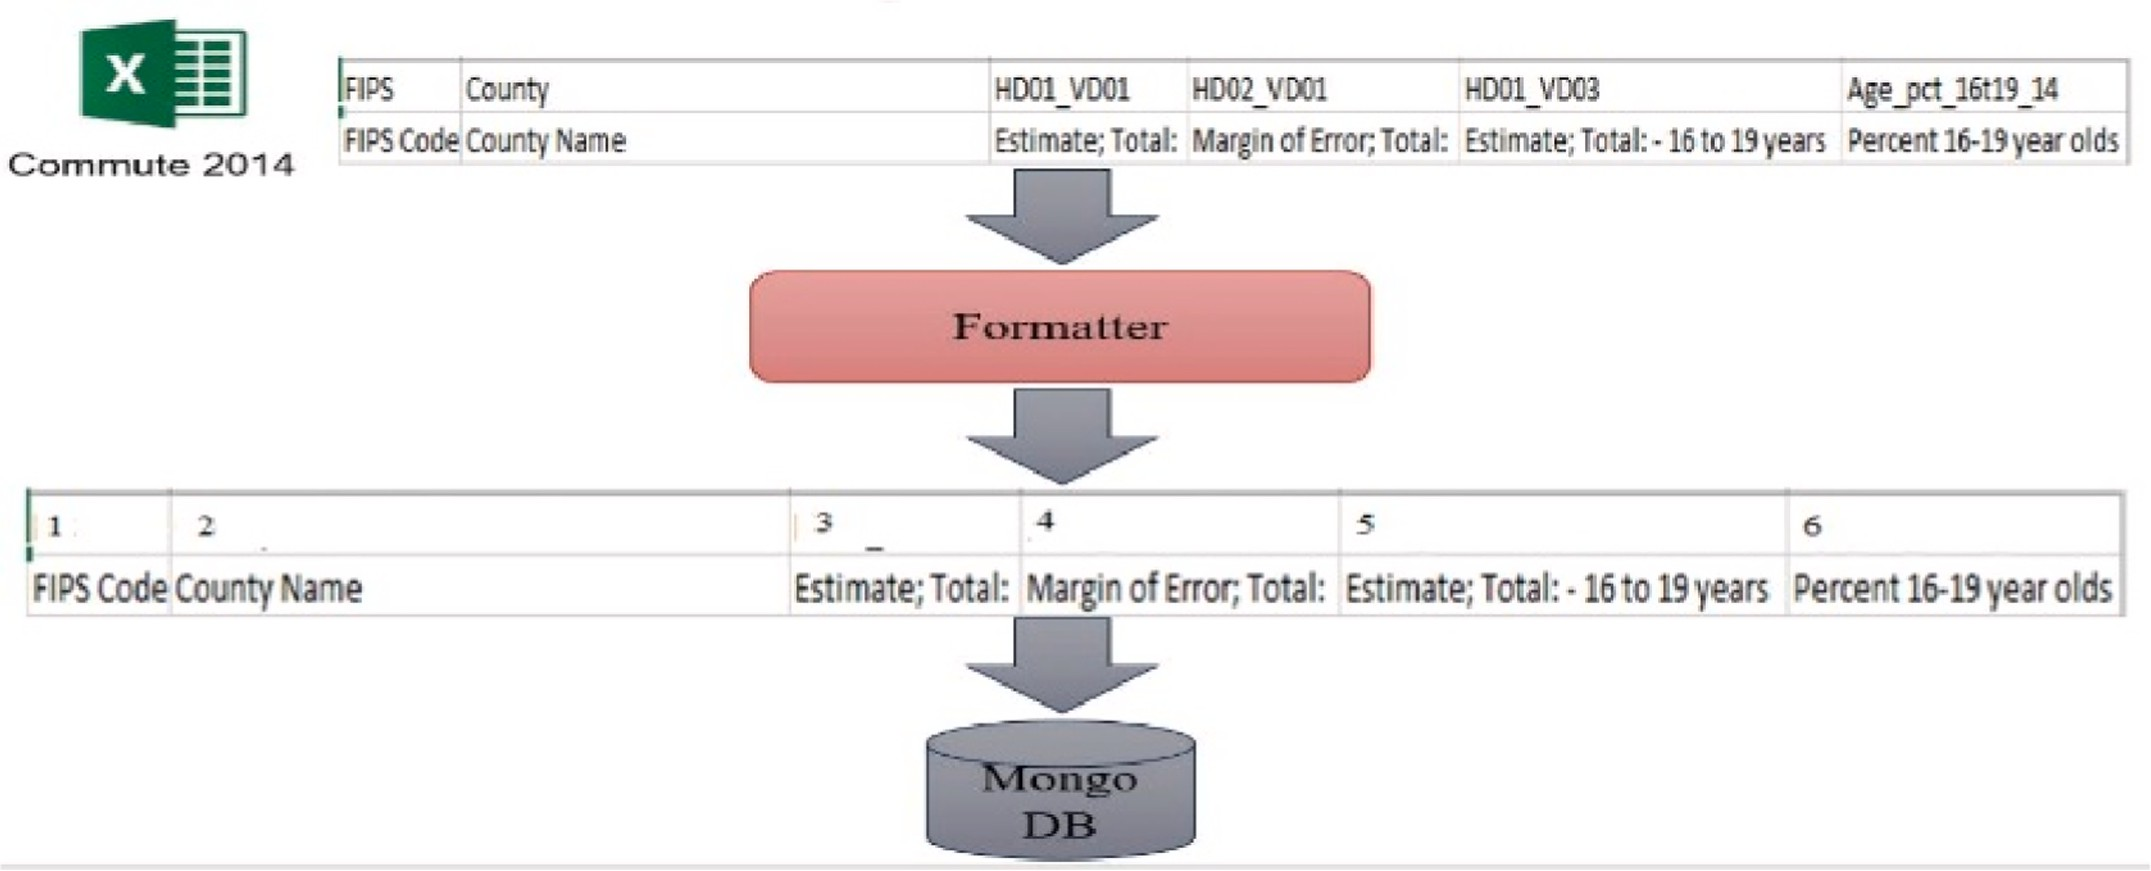 X
Commute 2014
FIPS County HD01_VD01 HD02_VD01 HD01_VD03 Age_pct_16t19_14
FIPS Code County Name Estimate; Total: Margin of Error; Total: Estimate; Total: - 16 to 19 years Percent 16-19 year olds
Formatter
1 2 3 4 5 6
FIPS Code County Name Estimate; Total: Margin of Error; Total: Estimate; Total: - 16 to 19 years Percent 16-19 year olds
Mongo
DB